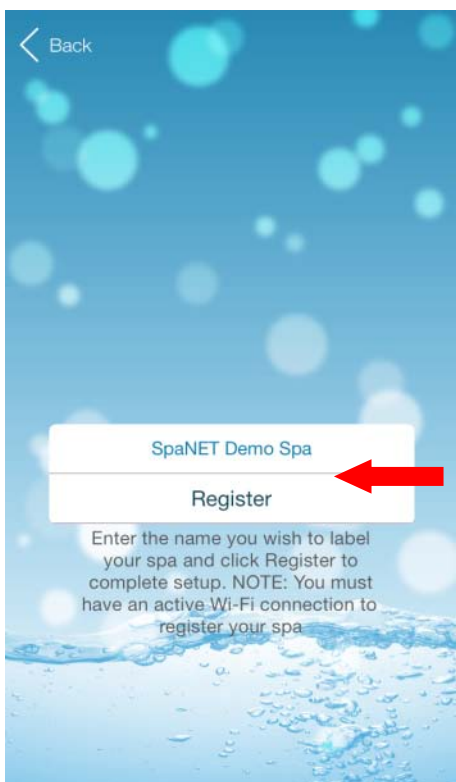 Back
SpaNET Demo Spa
Register
Enter the name you wish to label
your spa and click Register to
complete setup. NOTE: You must
have an active Wi-Fi connection to
register your spa